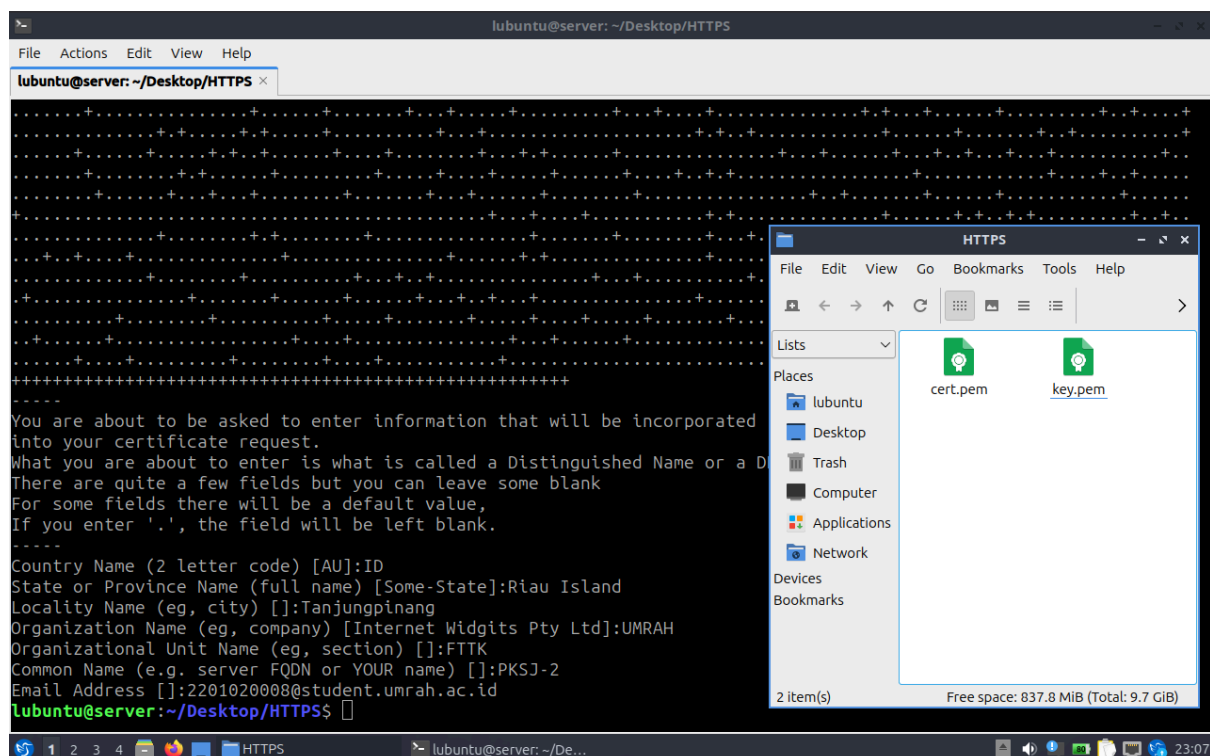 lubuntu@server: ~/Desktop/HTTPS
File Actions Edit View Help
lubuntu@server: ~/Desktop/HTTPS ×
-----
You are about to be asked to enter information that will be incorporated
into your certificate request.
What you are about to enter is what is called a Distinguished Name or a
There are quite a few fields but you can leave some blank
For some fields there will be a default value,
If you enter '.', the field will be left blank.
-----
Country Name (2 letter code) [AU]:ID
State or Province Name (full name) [Some-State]:Riau Island
Locality Name (eg, city) []:Tanjungpinang
Organization Name (eg, company) [Internet Widgits Pty Ltd]:UMRAH
Organizational Unit Name (eg, section) []:FTTK
Common Name (e.g. server FQDN or YOUR name) []:PKSJ-2
Email Address []:2201020008@student.umrah.ac.id
lubuntu@server:~/Desktop/HTTPS$
HTTPS
File Edit View Go Bookmarks Tools Help
Lists
Places
lubuntu
Desktop
Trash
Computer
Applications
Network
Devices
Bookmarks
cert.pem key.pem
2 item(s) Free space: 837.8 MiB (Total: 9.7 GiB)
1 2 3 4 HTTPS lubuntu@server: ~/De... 80 23:07